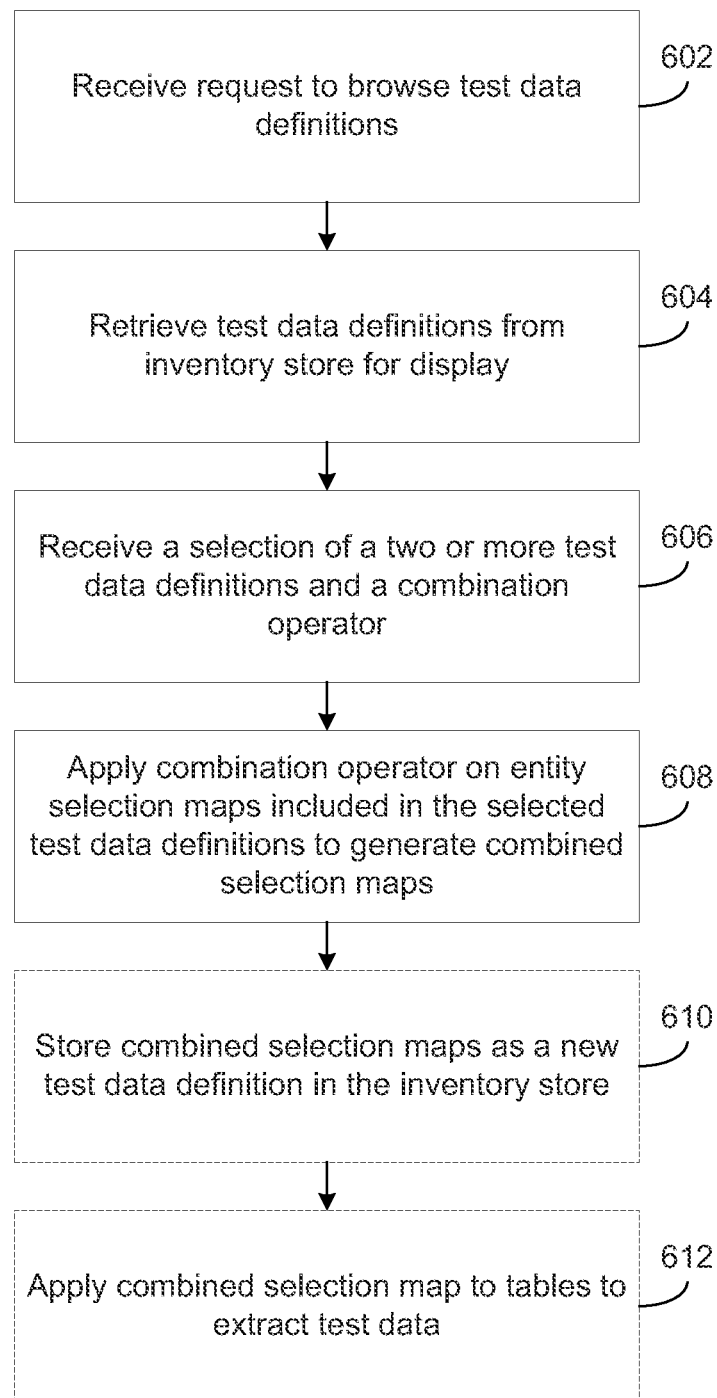 Receive request to browse test data
definitions
602
Retrieve test data definitions from
inventory store for display
604
Receive a selection of a two or more test
data definitions and a combination
operator
606
Apply combination operator on entity
selection maps included in the selected
test data definitions to generate combined
selection maps
608
Store combined selection maps as a new
test data definition in the inventory store
610
Apply combined selection map to tables to
extract test data
612